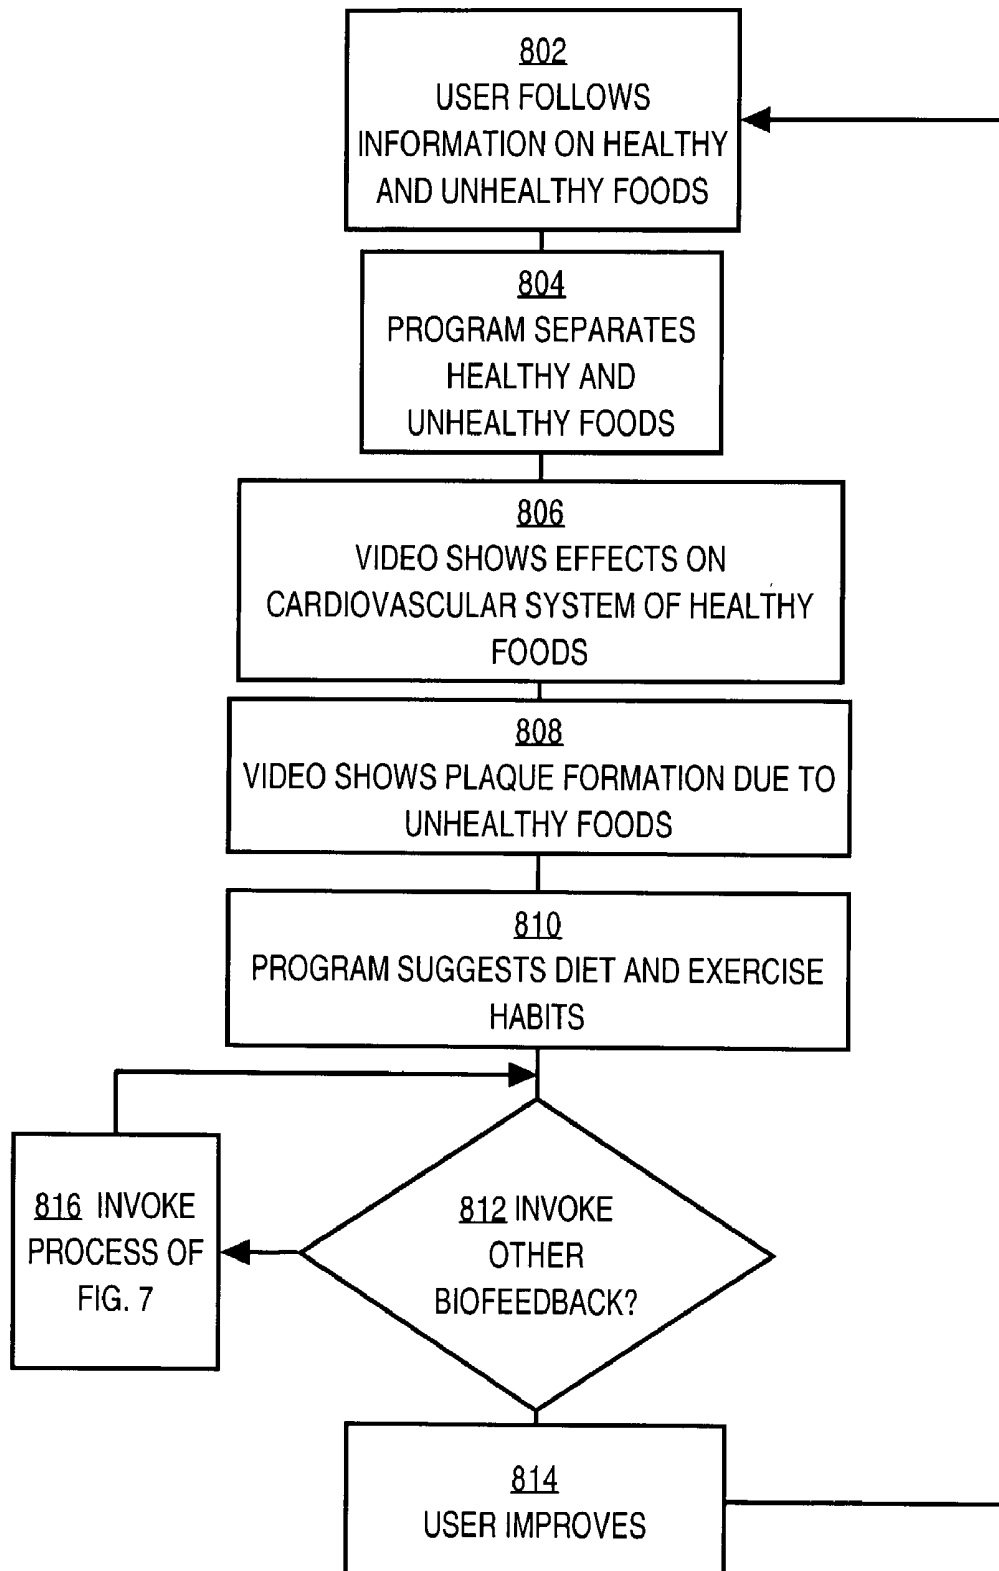 802
USER FOLLOWS
INFORMATION ON HEALTHY
AND UNHEALTHY FOODS
804
PROGRAM SEPARATES
HEALTHY AND
UNHEALTHY FOODS
806
VIDEO SHOWS EFFECTS ON
CARDIOVASCULAR SYSTEM OF HEALTHY
FOODS
808
VIDEO SHOWS PLAQUE FORMATION DUE TO
UNHEALTHY FOODS
810
PROGRAM SUGGESTS DIET AND EXERCISE
HABITS
812 INVOKE
OTHER
BIOFEEDBACK?
816 INVOKE
PROCESS OF
FIG. 7
814
USER IMPROVES